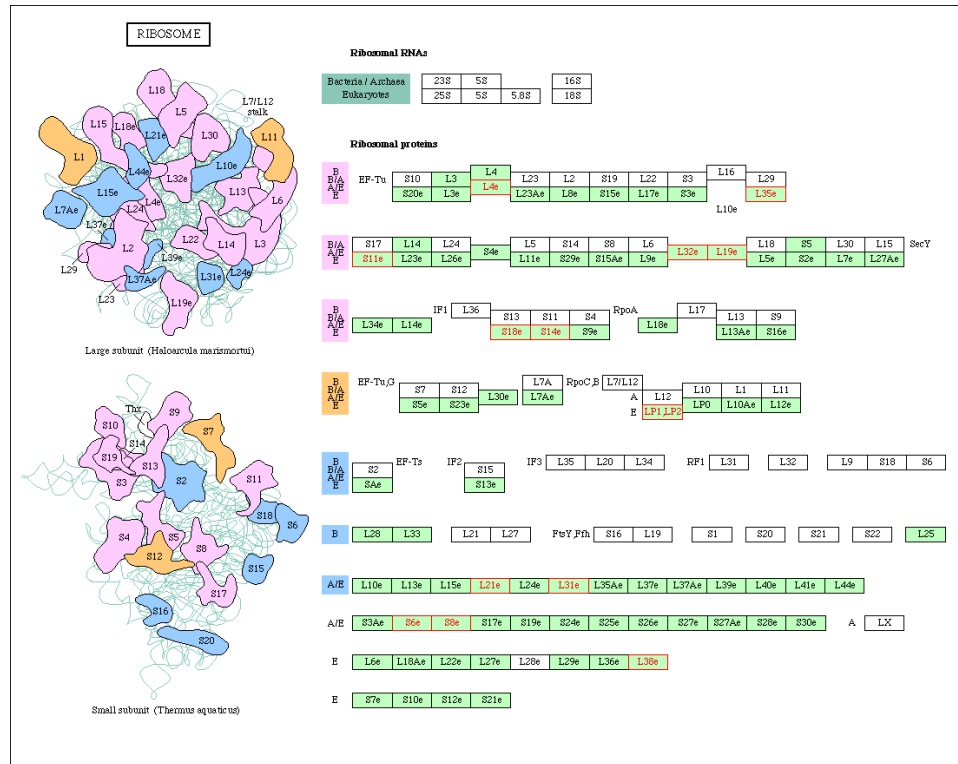 RIBOSOME
L18
L7/L12
stalk
L5
L15
L18e
L21e
L30
L11
L1
L44e
L10e
L32e
L15e
L13
L6
L7Ae
L4e
L24
L37e
L2
L22
L14
L3
L39e
L29
L37Ae
L31e
L24e
L23
L19e
Large subunit (Haloarcula marismortui)
Thx
S9
S10
S7
S14
S19
S13
S3
S2
S11
S18
S6
S4
S5
S12
S8
S15
S17
S16
S20
Small subunit (Thermus aquaticus)
Ribosomal RNAs
Bacteria / Archaea 23S 5S 16S
Eukaryotes 25S 5S 5.8S 18S
Ribosomal proteins
B
B/A
A/E
E
EF-Tu S10 L3 L4 L23 L2 S19 L22 S3 L16 L29
S20e L3e L4e L23Ae L8e S15e L17e S3e L10e L35e
B/A
A/E
E
S17 L14 L24 S4e L5 S14 S8 L6 L32e L19e L18 S5 L30 L15 SecY
S11e L23e L26e L11e S29e S15Ae L9e L5e S2e L7e L27Ae
B
B/A
A/E
E
IF1 L36 S13 S11 S4 RpoA L17 L13 S9
L34e L14e S18e S14e S9e L18e L13Ae S16e
B
B/A
A/E
E
EF-Tu,G S7 S12 L30e L7A RpoC,B L7/L12 L10 L1 L11
S5e S23e L7Ae A L12 LP0 L10Ae L12e
E LP1,LP2
B
B/A
A/E
E
S2 EF-Ts IF2 S15 IF3 L35 L20 L34 RF1 L31 L32 L9 S18 S6
SAe S13e
B L28 L33 L21 L27 FtsY,Ffh S16 L19 S1 S20 S21 S22 L25
A/E L10e L13e L15e L21e L24e L31e L35Ae L37e L37Ae L39e L40e L41e L44e
A/E S3Ae S6e S8e S17e S19e S24e S25e S26e S27e S27Ae S28e S30e A LX
E L6e L18Ae L22e L27e L28e L29e L36e L38e
E S7e S10e S12e S21e